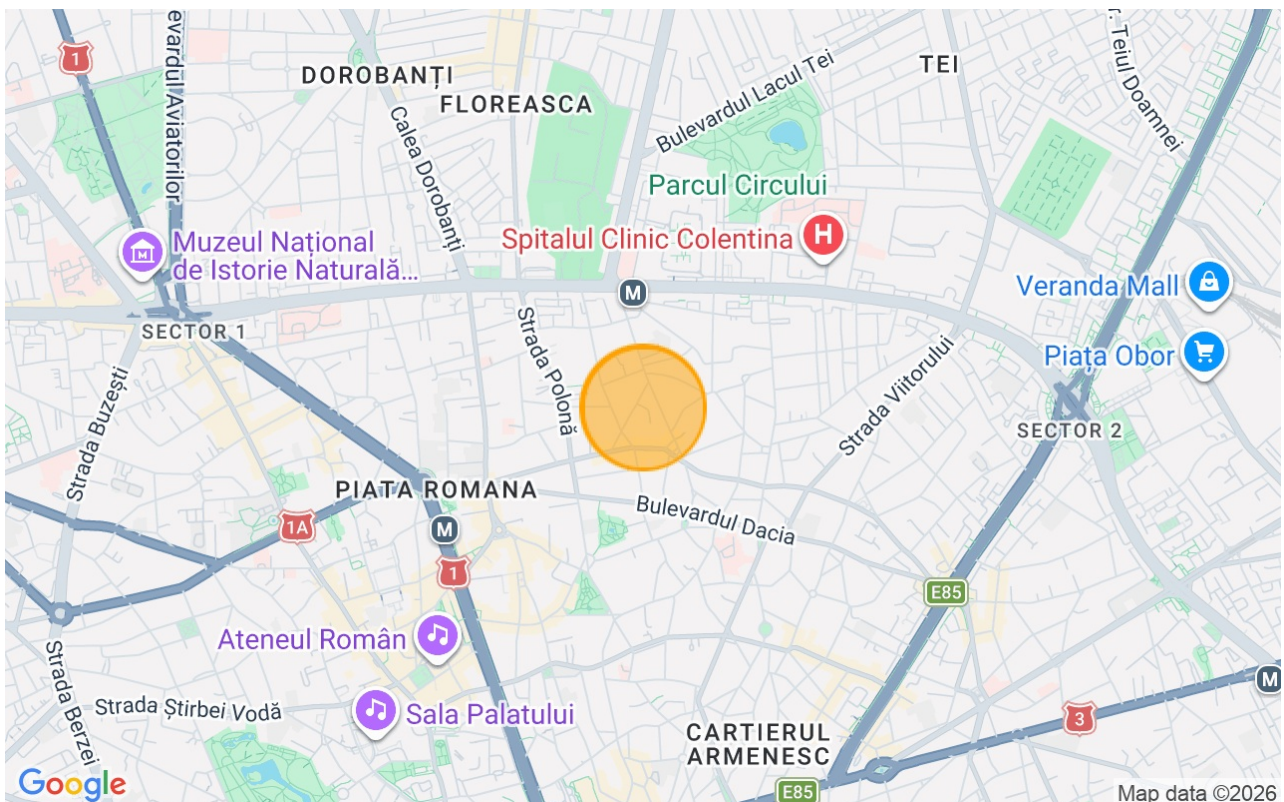 evardul Aviatorilor
1
DOROBANȚI
FLOREASCA
Calea Dorobanți
Bulevardul Lacul Tei
TEI
Teiul Doamnei
Parcul Circului
Spitalul Clinic Colentina
H
Muzeul Național
de Istorie Naturală...
M
Veranda Mall
SECTOR 1
Strada Polonă
Piața Obor
Strada Buzești
Strada Viitorului
SECTOR 2
PIATA ROMANA
1A
M
Bulevardul Dacia
1
E85
Ateneul Român
Strada Berzei
Strada Știrbei Vodă
Sala Palatului
M
3
CARTIERUL
ARMENESC
E85
Google
Map data ©2026